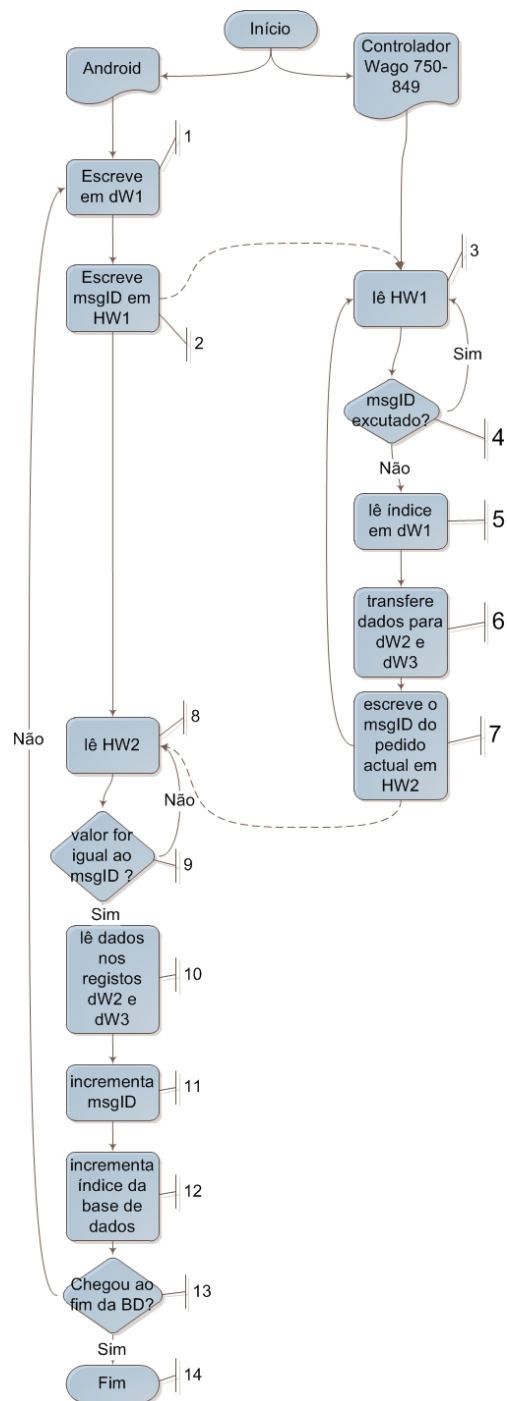 Início
Android
Controlador
Wago 750-
849
1
Escreve
em dW1
Escreve
msgID em
HW1
2
3
lê HW1
Sim
msgID
excutado?
4
Não
lê índice
em dW1
5
transfere
dados para
dW2 e
dW3
6
escreve o
msgID do
pedido
actual em
HW2
7
8
lê HW2
Não
Não
valor for
igual ao
msgID ?
9
Sim
lê dados
nos
registos
dW2 e
dW3
10
incrementa
msgID
11
incrementa
índice da
base de
dados
12
Chegou ao
fim da BD?
13
Sim
Fim
14